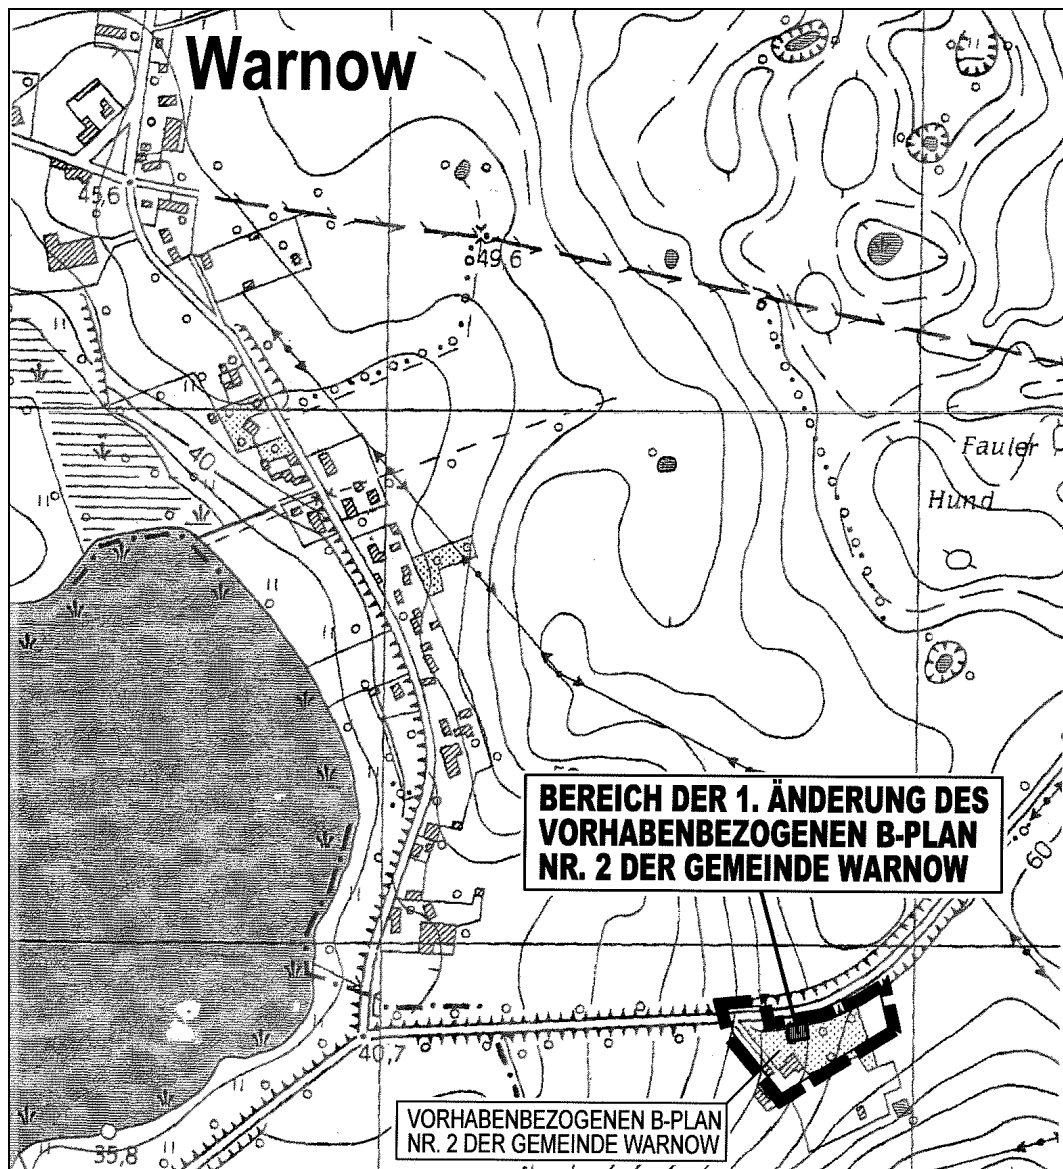 Warnow
45,6
49,6
40
Fauler
Hund
BEREICH DER 1. ÄNDERUNG DES
VORHABENBEZOGENEN B-PLAN
NR. 2 DER GEMEINDE WARNOW
60
40,7
VORHABENBEZOGENEN B-PLAN
NR. 2 DER GEMEINDE WARNOW
35,8